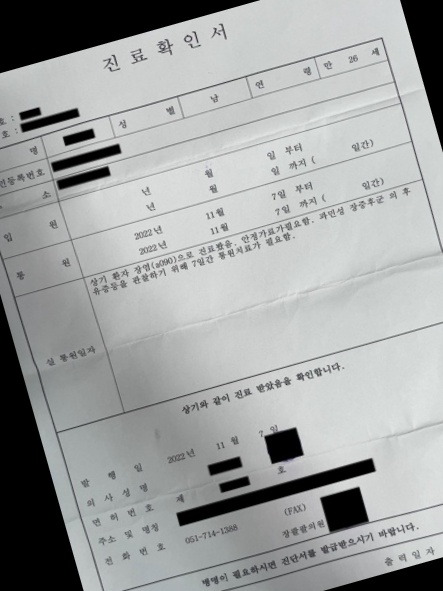 진료확인서
호 :
호 :
명 성 별 남 연 령 만 26 세
등록번호
소
입 원 년 월 일 부터
년 월 일 까지 ( 일간)
통 원 2022년 11월 7일 부터
2022년 11월 7일 까지 ( 일간)
실 통원일자 상기 환자 장염(a090)으로 진료봤음. 안정가료가필요함. 과민성 장증후군 의 후
유증등을 관찰하기 위해 7일간 통원치료가 필요함.
상기와 같이 진료 받았음을 확인합니다.
발 행 일 2022년 11 월 7 일
의 사 성 명
면 허 번 호 제 호
주소 및 명칭
전 화 번 호 051-714-1388 (FAX)
장팔팔의원
병명이 필요하시면 진단서를 발급받으시기 바랍니다.
출 력 일 자